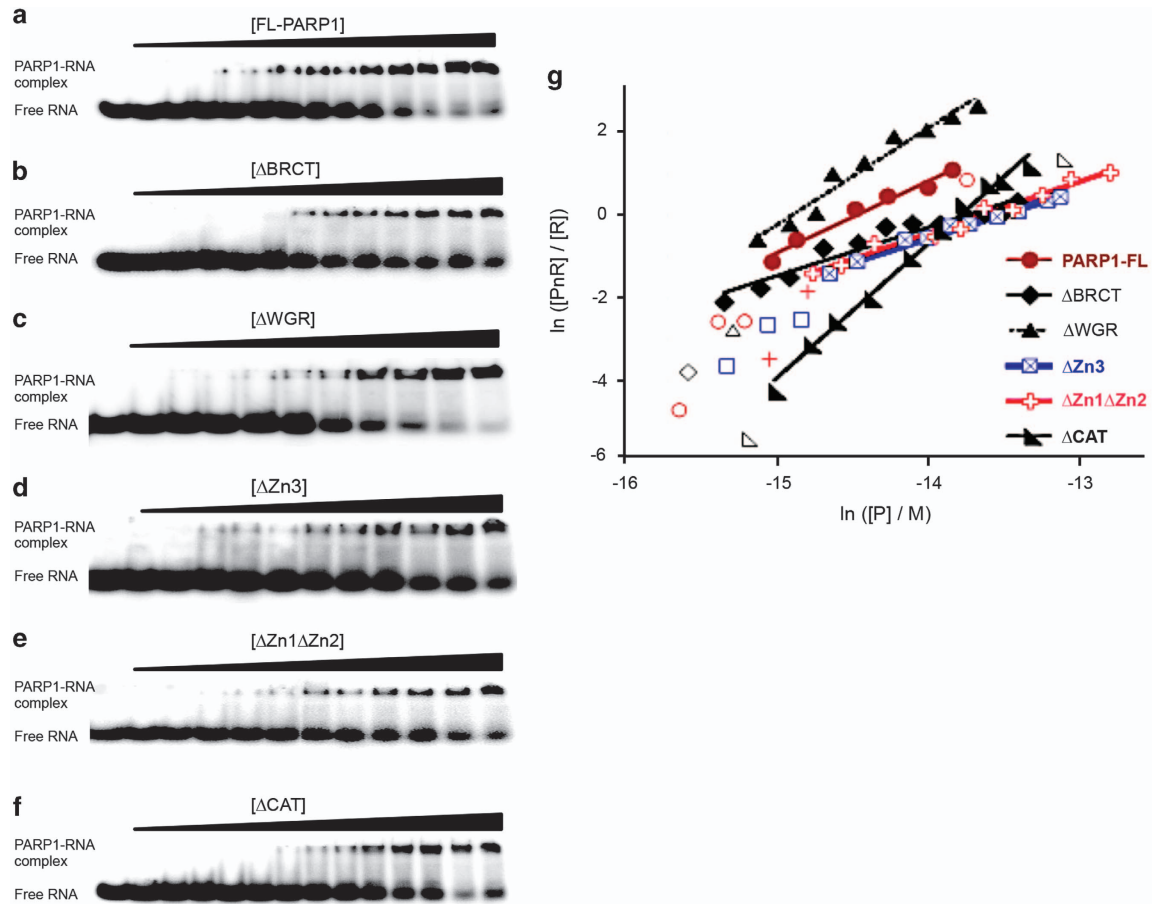 a
[FL-PARP1]
PARP1-RNA
complex
Free RNA
b
[ΔBRCT]
PARP1-RNA
complex
Free RNA
c
[ΔWGR]
PARP1-RNA
complex
Free RNA
d
[ΔZn3]
PARP1-RNA
complex
Free RNA
e
[ΔZn1ΔZn2]
PARP1-RNA
complex
Free RNA
f
[ΔCAT]
PARP1-RNA
complex
Free RNA
g
ln ([PnR] / [R])
2
0
-2
-4
-6
-16
-15
-14
-13
ln ([P] / M)
PARP1-FL
ΔBRCT
ΔWGR
ΔZn3
ΔZn1ΔZn2
ΔCAT